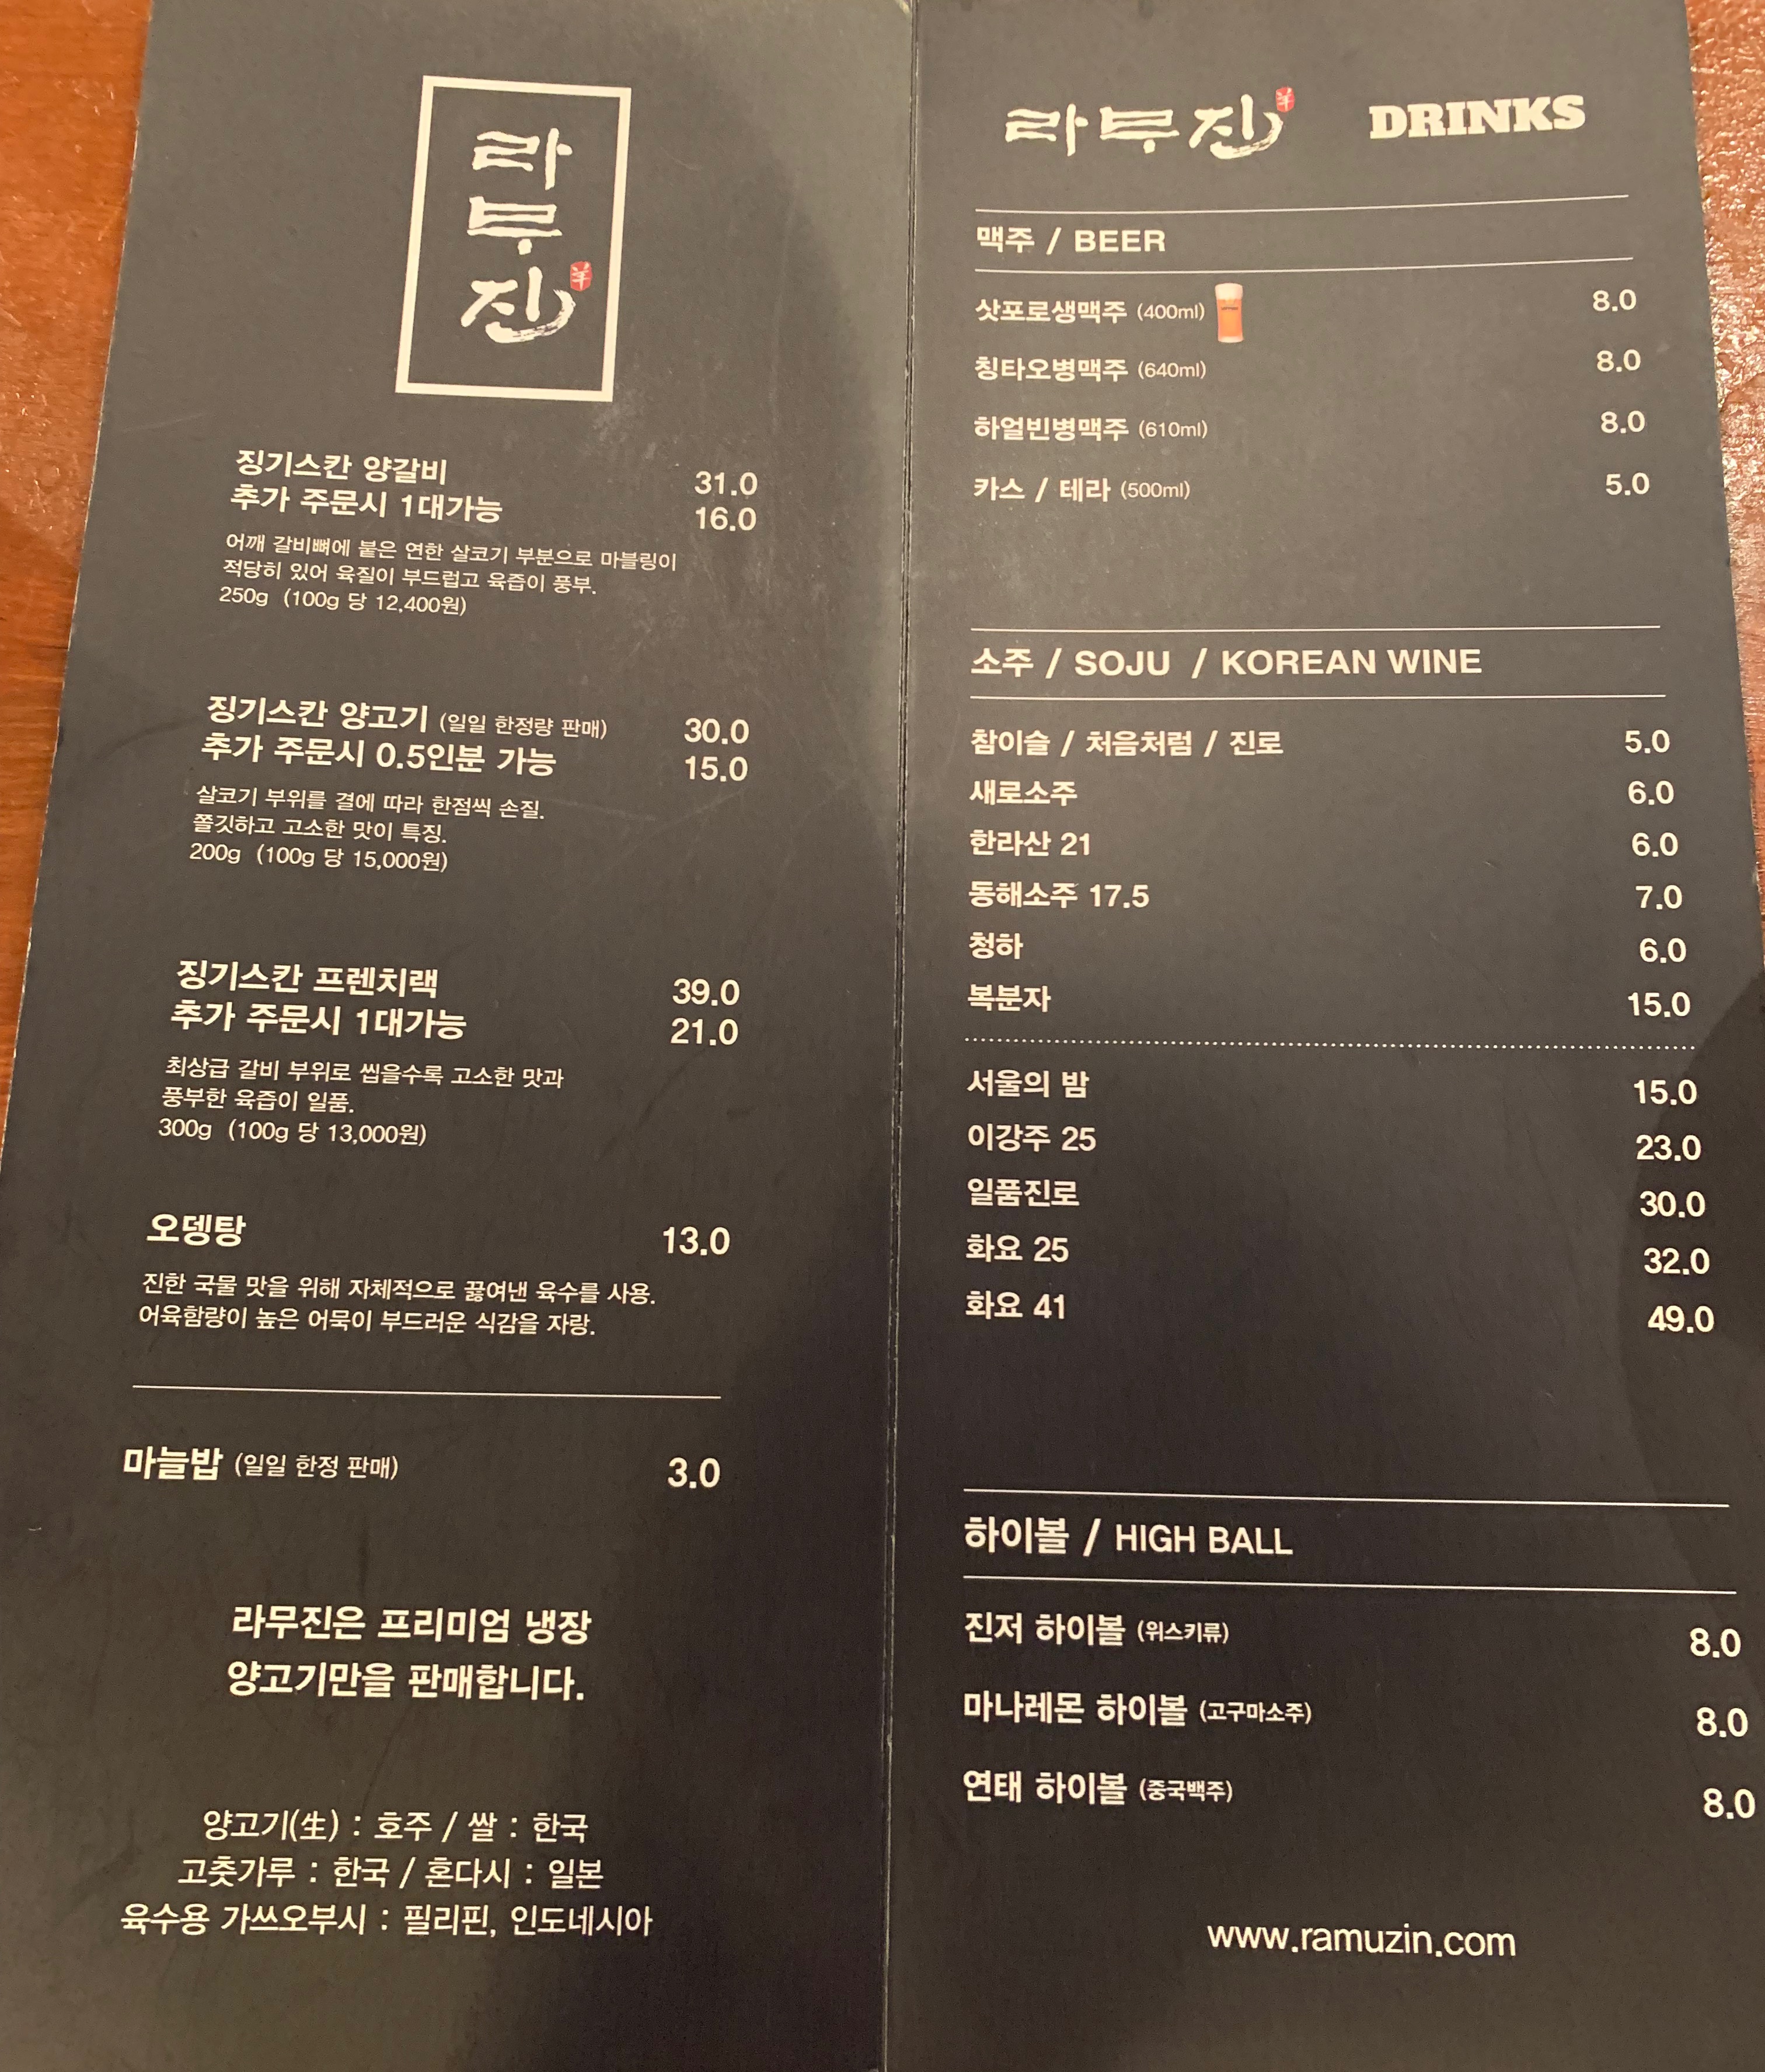 라
무
진
羊
징기스칸 양갈비 31.0
추가 주문시 1대가능 16.0
어깨 갈비뼈에 붙은 연한 살코기 부분으로 마블링이
적당히 있어 육질이 부드럽고 육즙이 풍부.
250g (100g 당 12,400원)
징기스칸 양고기 (일일 한정량 판매) 30.0
추가 주문시 0.5인분 가능 15.0
살코기 부위를 결에 따라 한점씩 손질.
쫄깃하고 고소한 맛이 특징.
200g (100g 당 15,000원)
징기스칸 프렌치랙 39.0
추가 주문시 1대가능 21.0
최상급 갈비 부위로 씹을수록 고소한 맛과
풍부한 육즙이 일품.
300g (100g 당 13,000원)
오뎅탕 13.0
진한 국물 맛을 위해 자체적으로 끓여낸 육수를 사용.
어육함량이 높은 어묵이 부드러운 식감을 자랑.
마늘밥 (일일 한정 판매) 3.0
라무진은 프리미엄 냉장
양고기만을 판매합니다.
양고기(生) : 호주 / 쌀 : 한국
고춧가루 : 한국 / 혼다시 : 일본
육수용 가쓰오부시 : 필리핀, 인도네시아
라무진 羊 DRINKS
맥주 / BEER
삿포로생맥주 (400ml) 8.0
칭타오병맥주 (640ml) 8.0
하얼빈병맥주 (610ml) 8.0
카스 / 테라 (500ml) 5.0
소주 / SOJU / KOREAN WINE
참이슬 / 처음처럼 / 진로 5.0
새로소주 6.0
한라산 21 6.0
동해소주 17.5 7.0
청하 6.0
복분자 15.0
서울의 밤 15.0
이강주 25 23.0
일품진로 30.0
화요 25 32.0
화요 41 49.0
하이볼 / HIGH BALL
진저 하이볼 (위스키류) 8.0
마나레몬 하이볼 (고구마소주) 8.0
연태 하이볼 (중국백주) 8.0
www.ramuzin.com